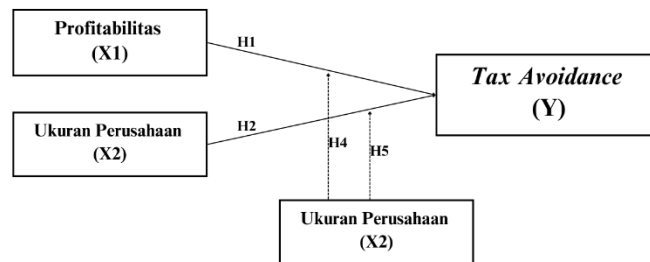 Profitabilitas
(X1)
H1
Tax Avoidance
(Y)
Ukuran Perusahaan
(X2)
H2
H4
H5
Ukuran Perusahaan
(X2)